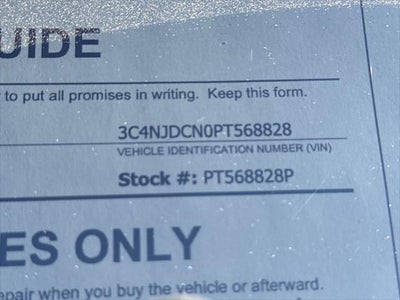 UIDE
to put all promises in writing. Keep this form.
3C4NJDCN0PT568828
VEHICLE IDENTIFICATION NUMBER (VIN)
Stock #: PT568828P
ES ONLY
epair when you buy the vehicle or afterward.